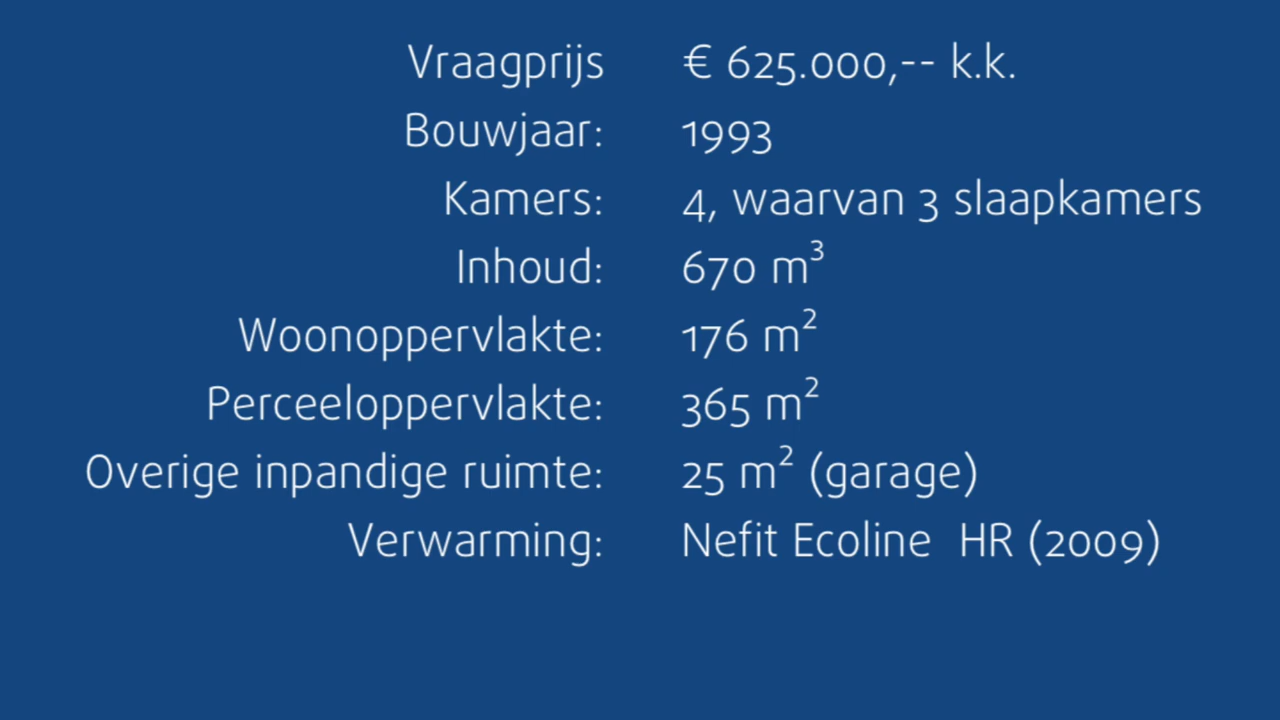 Vraagprijs € 625.000,-- k.k.
Bouwjaar: 1993
Kamers: 4, waarvan 3 slaapkamers
Inhoud: 670 m³
Woonoppervlakte: 176 m²
Perceeloppervlakte: 365 m²
Overige inpandige ruimte: 25 m² (garage)
Verwarming: Nefit Ecoline HR (2009)